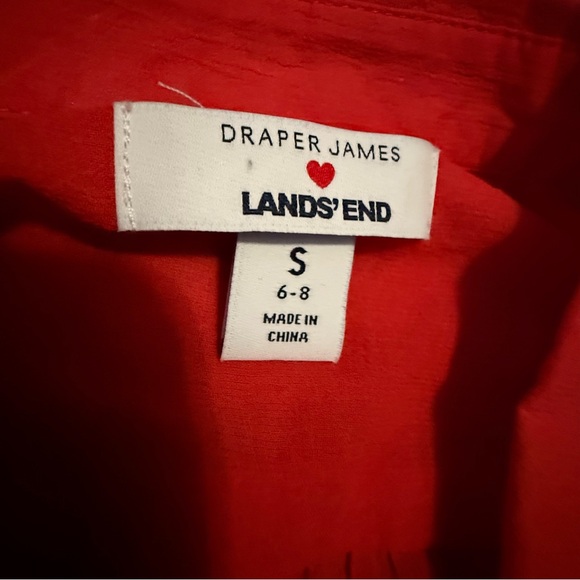 DRAPER JAMES
LANDS' END
S
6-8
MADE IN
CHINA